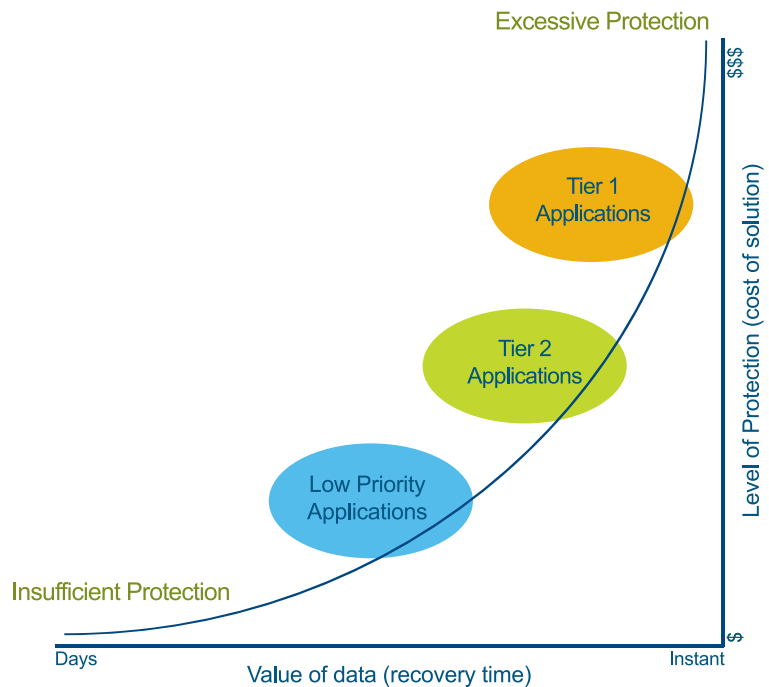 Excessive Protection
$$$
Tier 1
Applications
Tier 2
Applications
Low Priority
Applications
Level of Protection (cost of solution)
Insufficient Protection
$
Days
Instant
Value of data (recovery time)